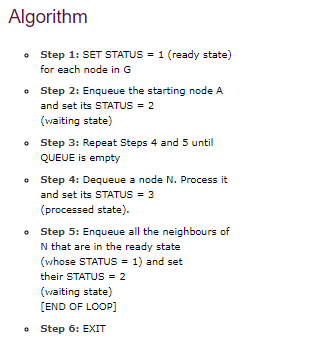 Algorithm
Step 1: SET STATUS = 1 (ready state)
for each node in G
Step 2: Enqueue the starting node A
and set its STATUS = 2
(waiting state)
Step 3: Repeat Steps 4 and 5 until
QUEUE is empty
Step 4: Dequeue a node N. Process it
and set its STATUS = 3
(processed state).
Step 5: Enqueue all the neighbours of
N that are in the ready state
(whose STATUS = 1) and set
their STATUS = 2
(waiting state)
[END OF LOOP]
Step 6: EXIT